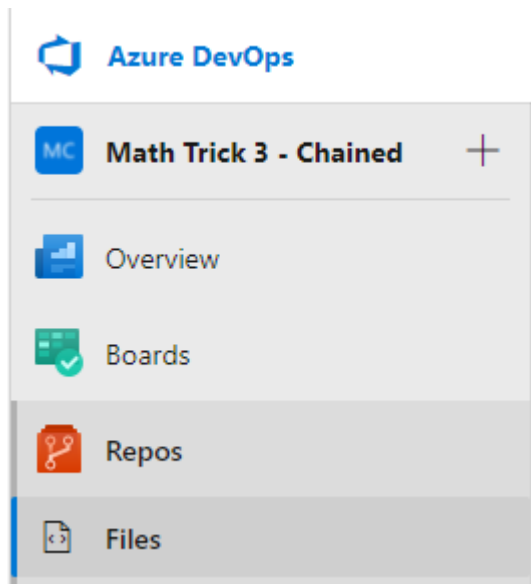 Azure DevOps
MC
Math Trick 3 - Chained
Overview
Boards
Repos
Files